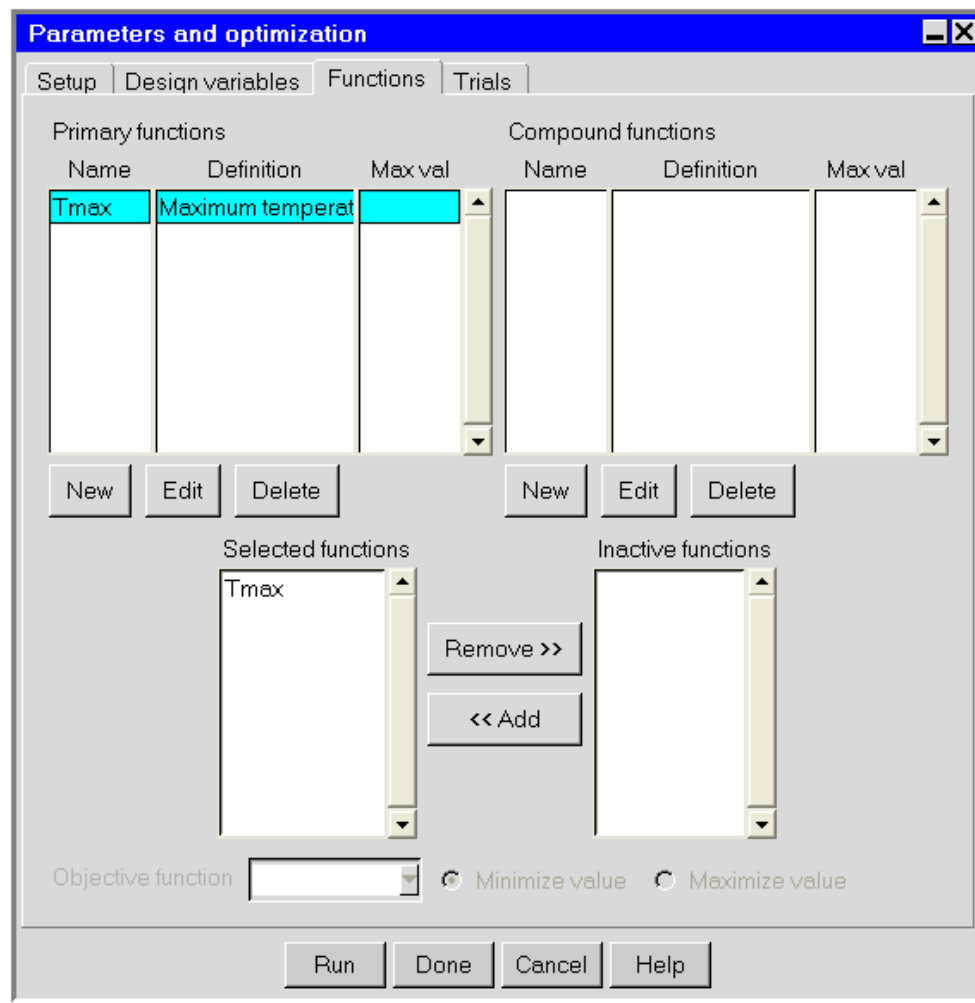 Parameters and optimization
Setup Design variables Functions Trials
Primary functions Compound functions
Name Definition Max val Name Definition Max val
Tmax Maximum temperat
New Edit Delete New Edit Delete
Selected functions Inactive functions
Tmax
Remove >>
<< Add
Objective function Minimize value Maximize value
Run Done Cancel Help